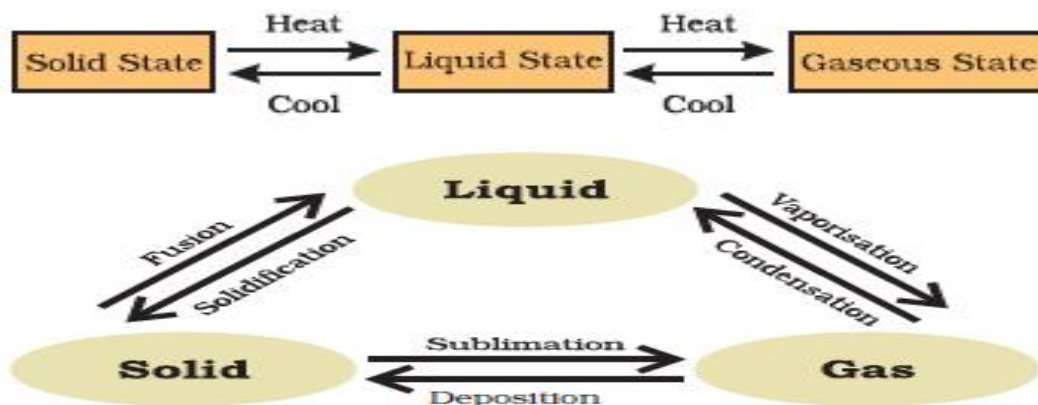 Heat Heat
Solid State Liquid State Gaseous State
Cool Cool
Liquid
Fusion
Solidification
Vaporisation
Condensation
Sublimation
Solid Gas
Deposition